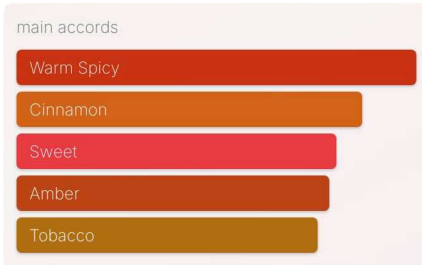 main accords
Warm Spicy
Cinnamon
Sweet
Amber
Tobacco